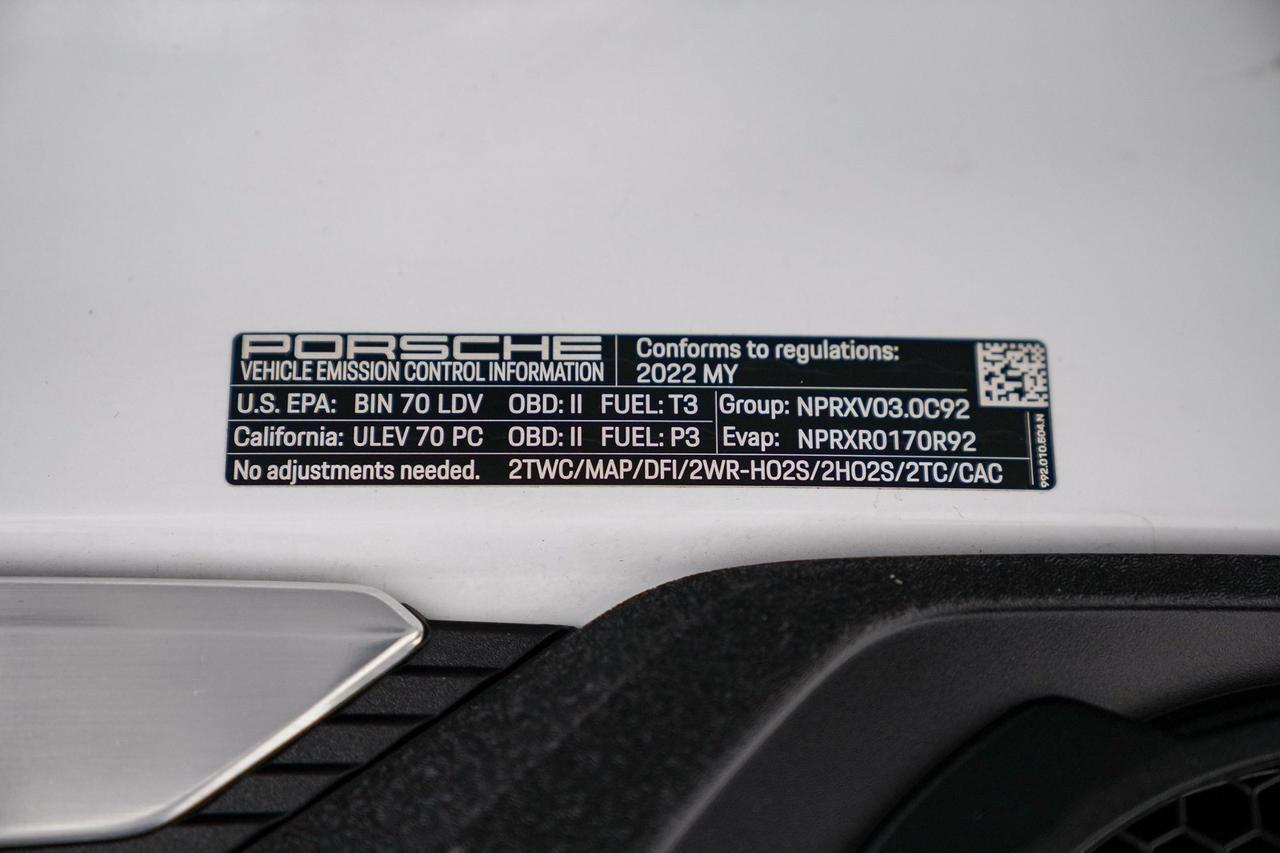 PORSCHE
VEHICLE EMISSION CONTROL INFORMATION
Conforms to regulations:
2022 MY
U.S. EPA: BIN 70 LDV OBD: II FUEL: T3
California: ULEV 70 PC OBD: II FUEL: P3
Group: NPRXV03.0C92
Evap: NPRXR0170R92
No adjustments needed. 2TWC/MAP/DFI/2WR-HO2S/2HO2S/2TC/CAC
992.010.604.N